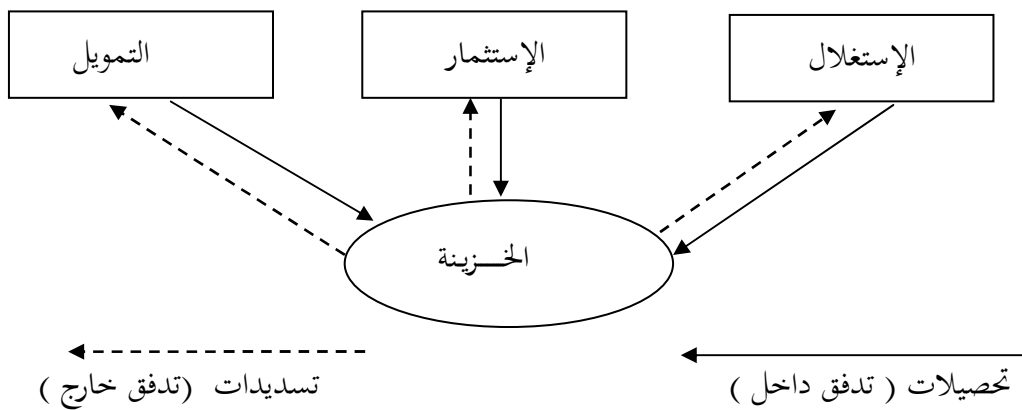 الإستغلال
الإستثمار
التمويل
الخـــزينة
تحصيلات ( تدفق داخل )
تسديدات (تدفق خارج )